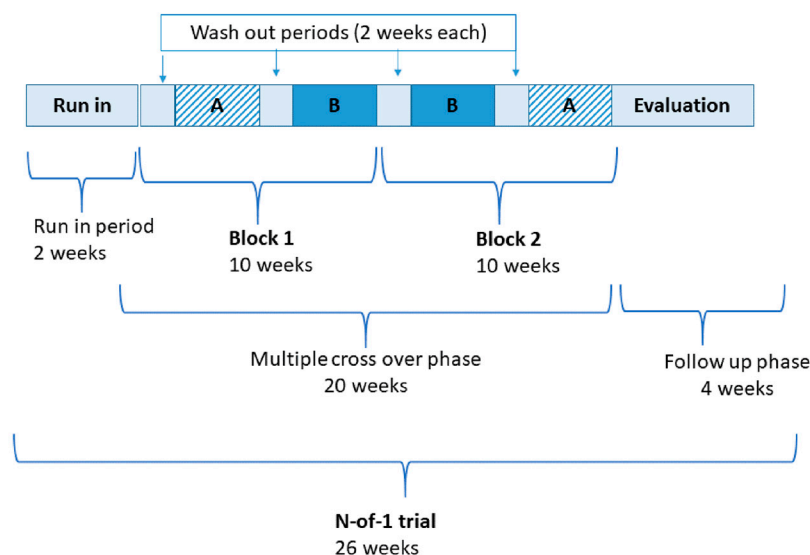 Wash out periods (2 weeks each)
Run in
A
B
B
A
Evaluation
Run in period
2 weeks
Block 1
10 weeks
Block 2
10 weeks
Multiple cross over phase
20 weeks
Follow up phase
4 weeks
N-of-1 trial
26 weeks